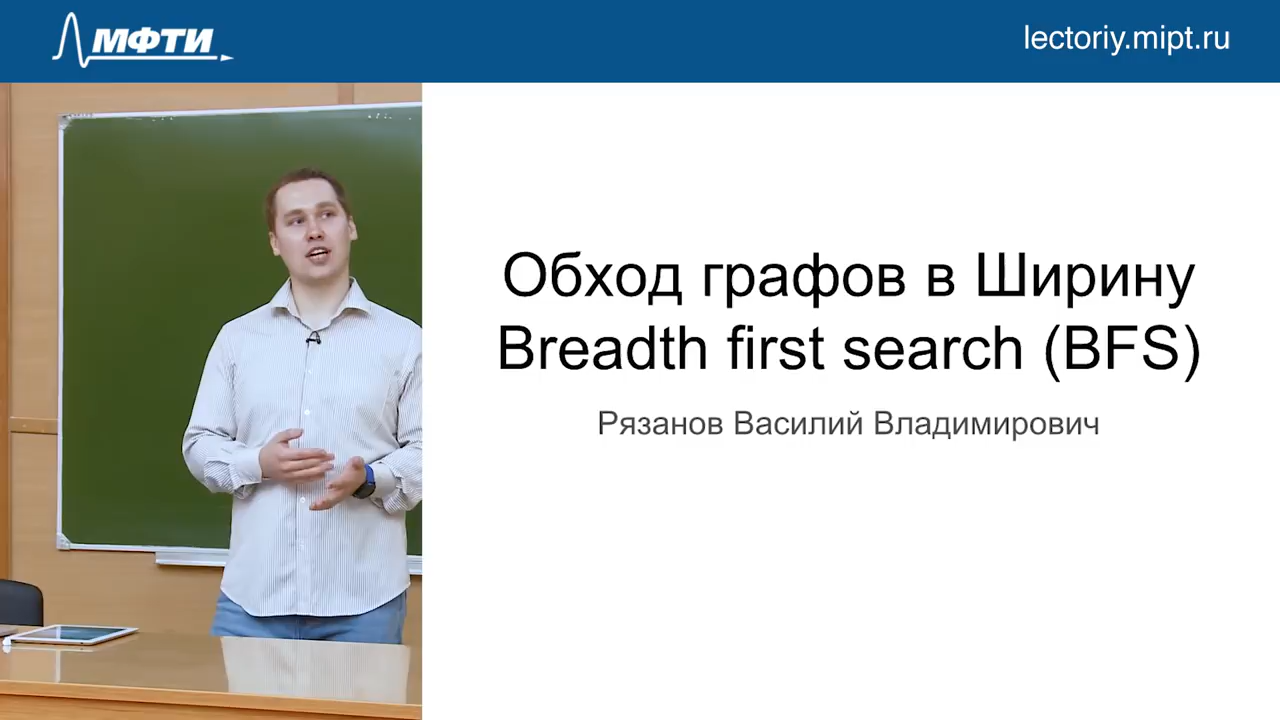 МФТИ
lectoriy.mipt.ru
Обход графов в Ширину
Breadth first search (BFS)
Рязанов Василий Владимирович